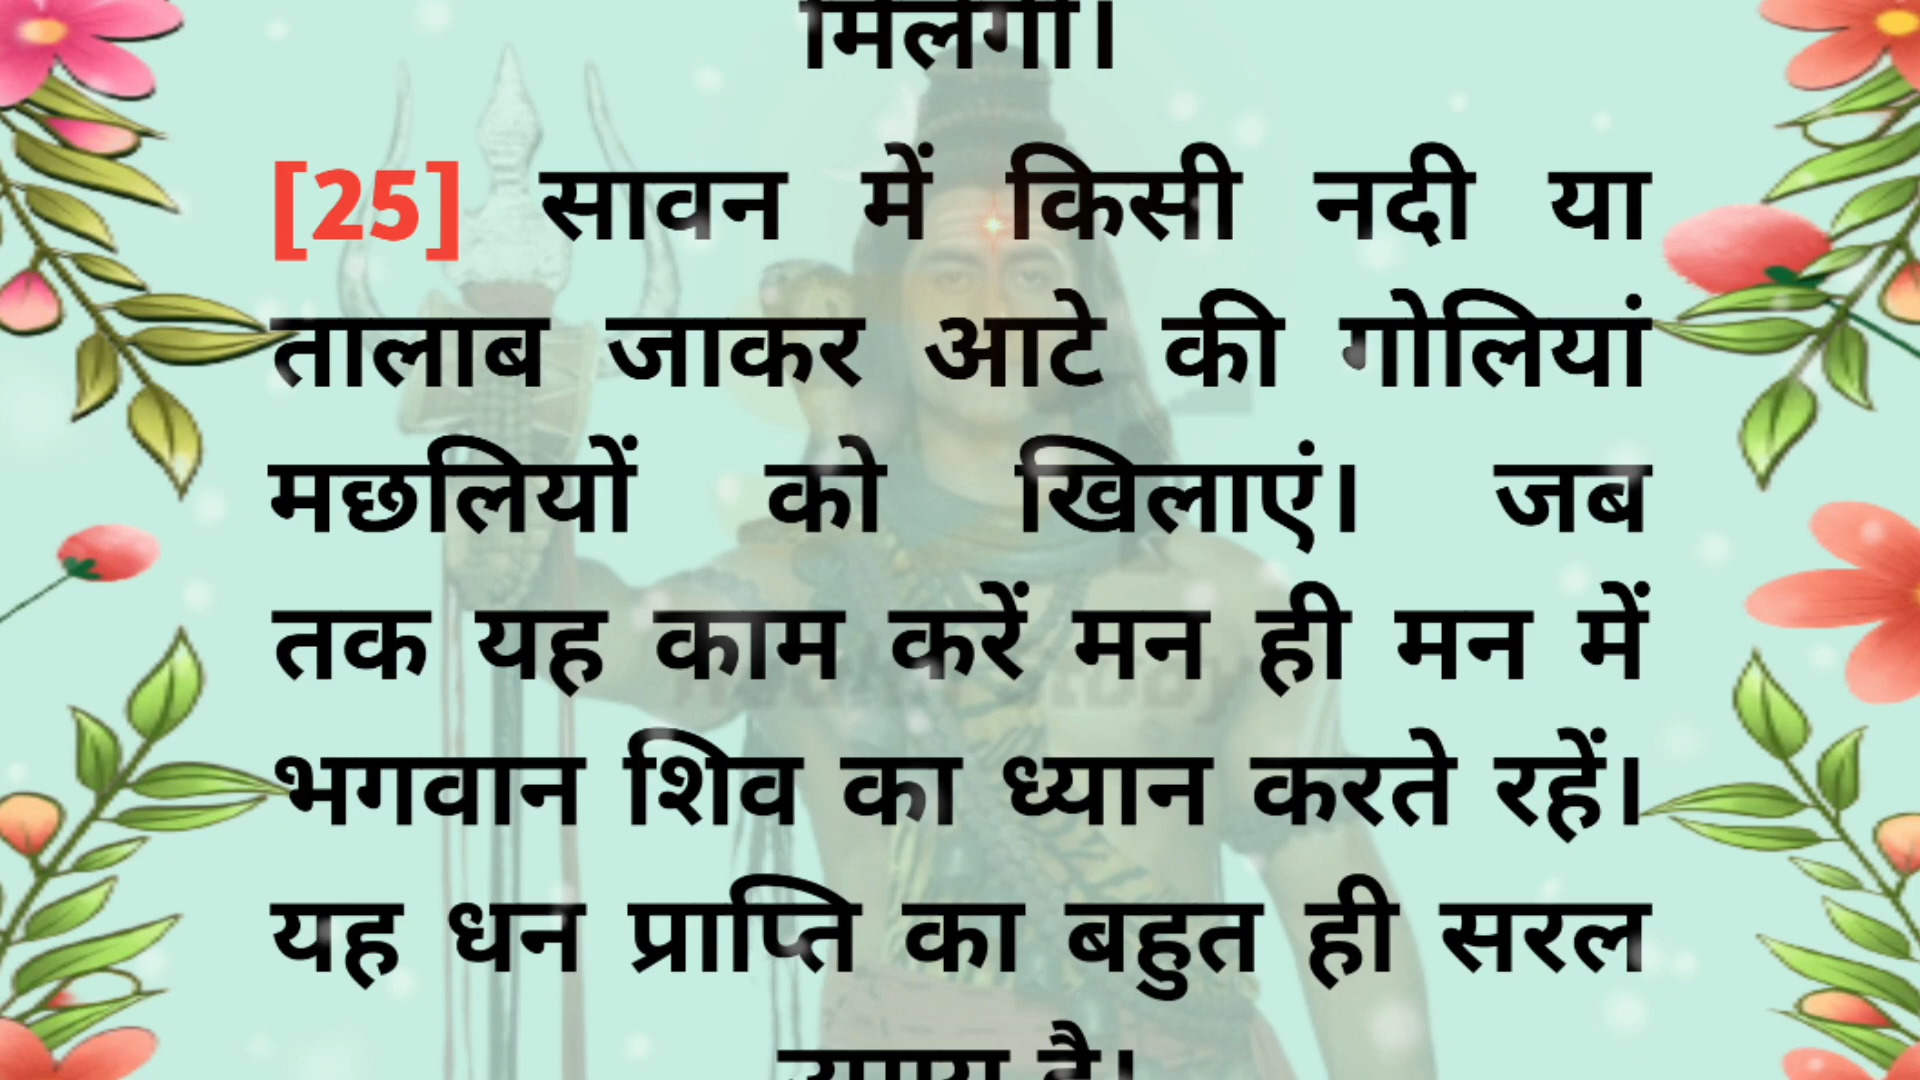 मिलेगी।
[25] सावन में किसी नदी या
तालाब जाकर आटे की गोलियां
मछलियों को खिलाएं। जब
तक यह काम करें मन ही मन में
भगवान शिव का ध्यान करते रहें।
यह धन प्राप्ति का बहुत ही सरल
उपाय है।